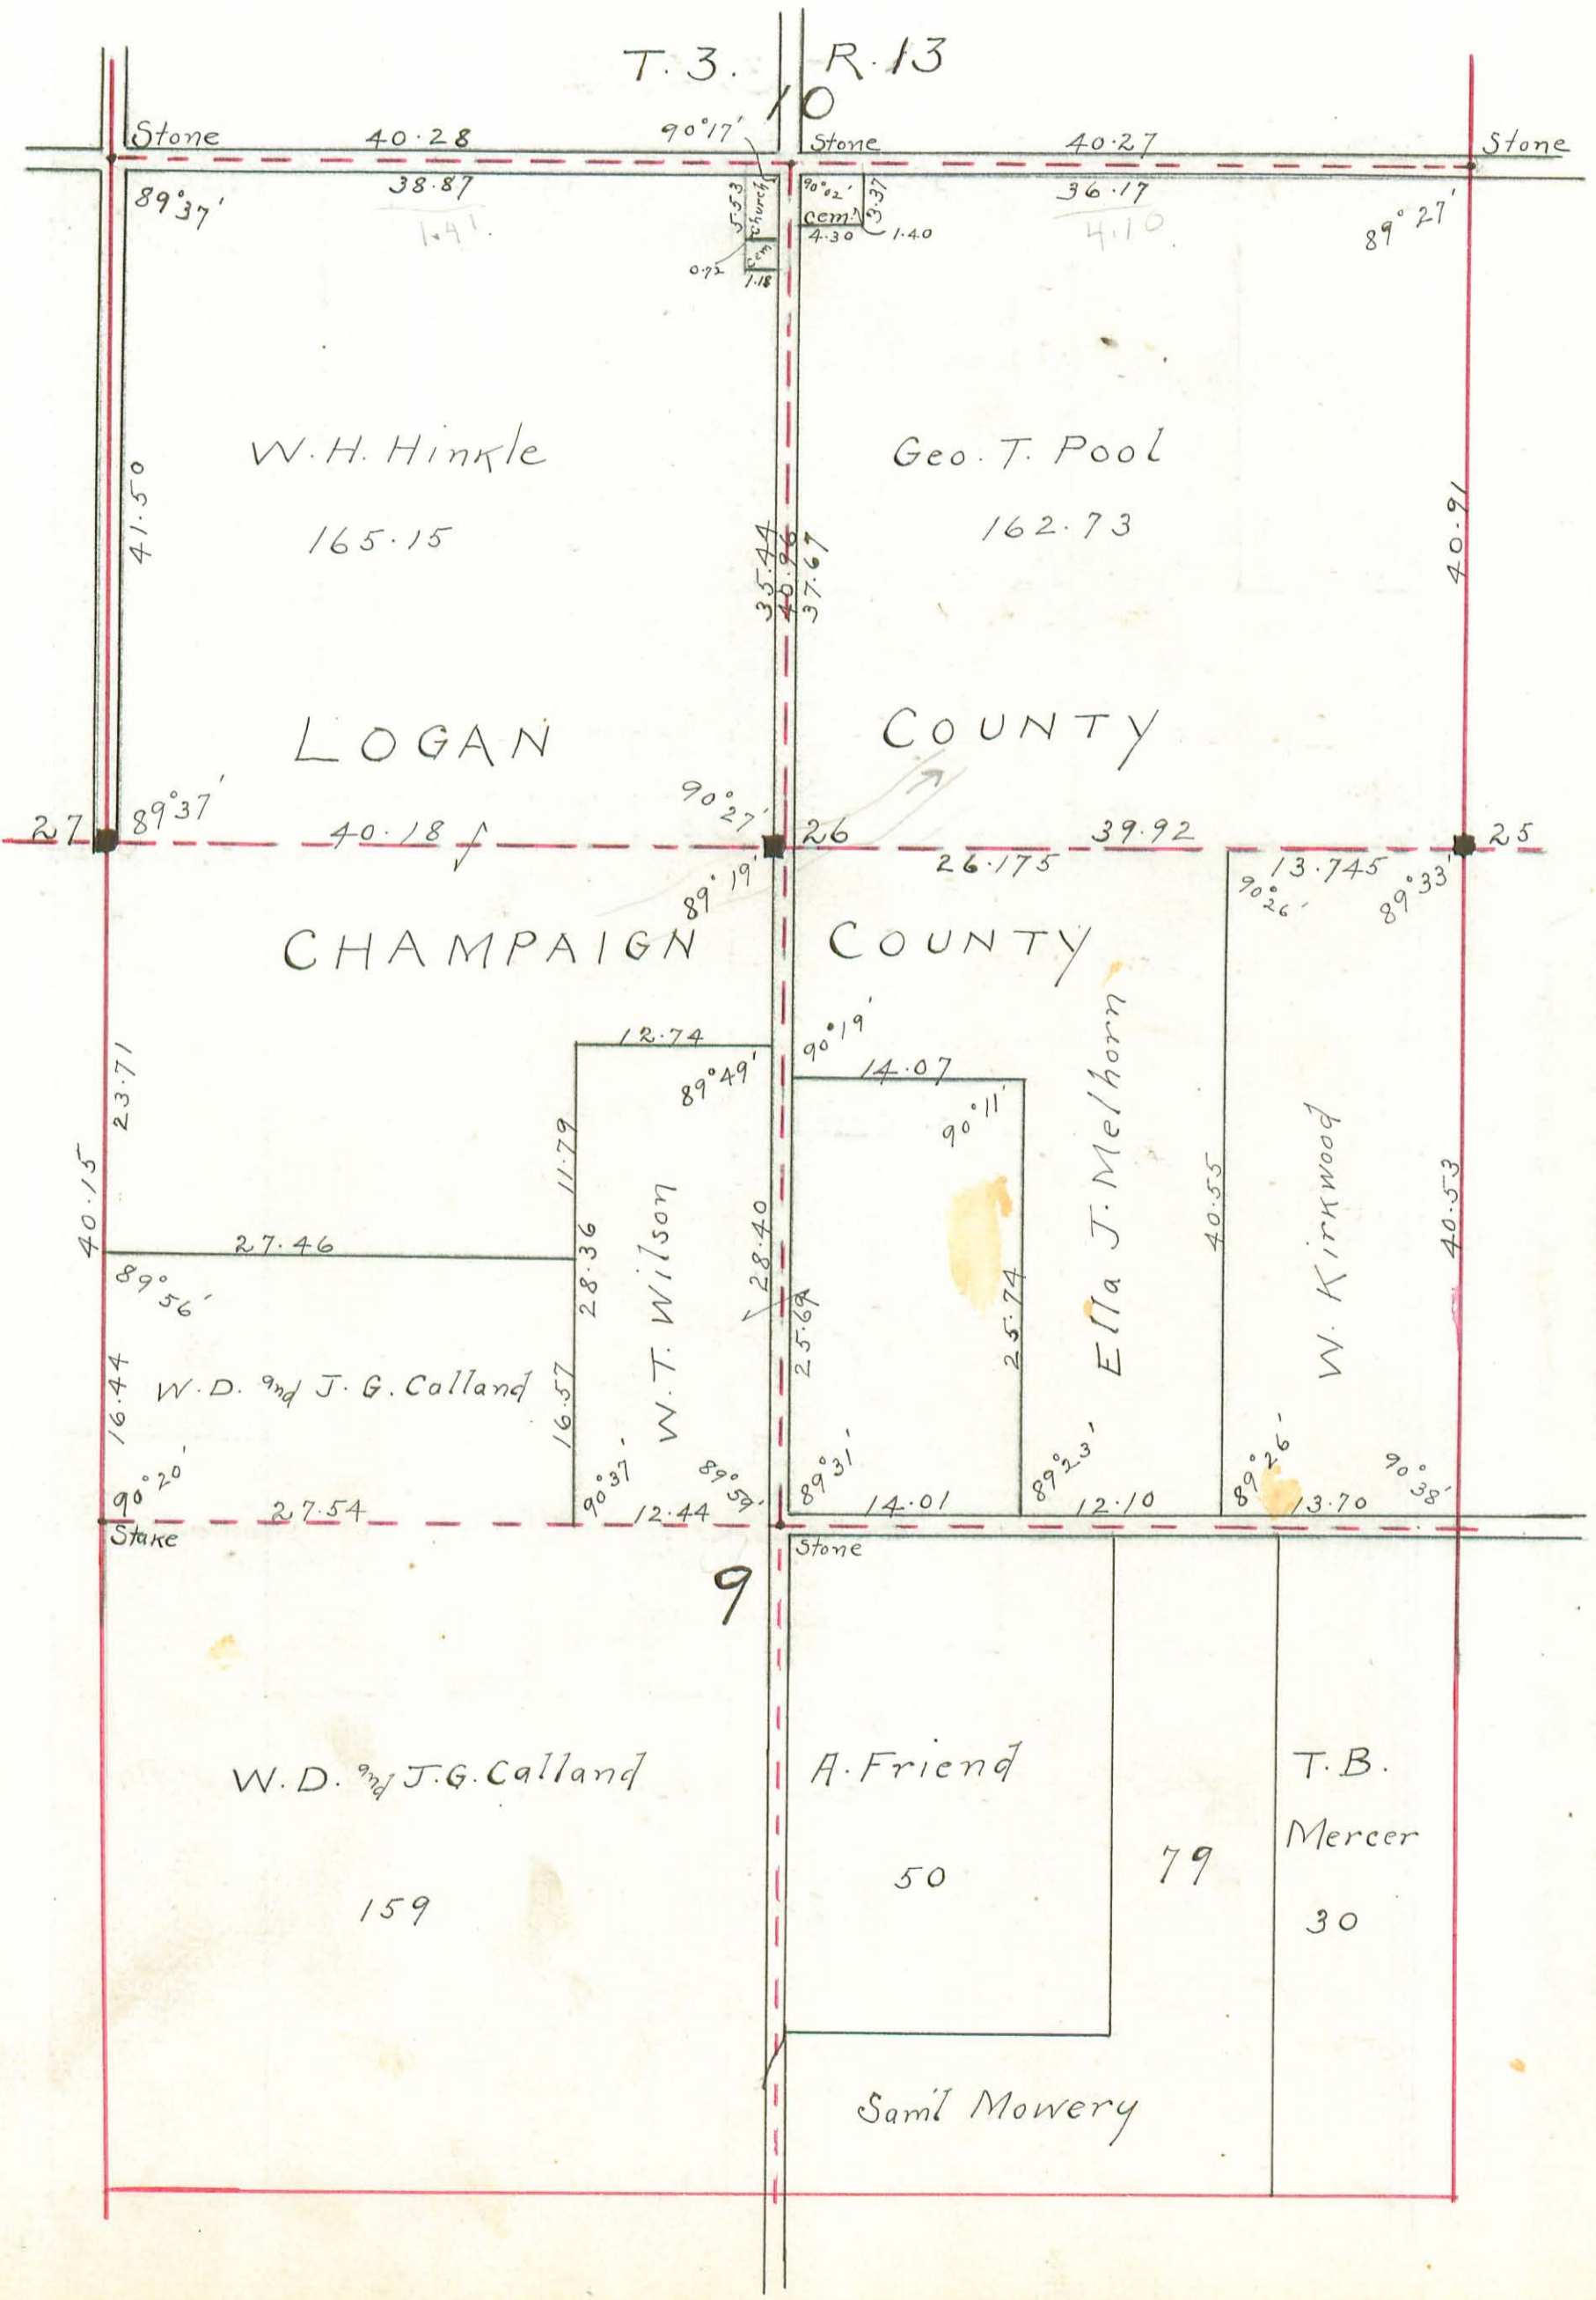 T. 3. R. 13
10
Stone 40.28 90°17' Stone 40.27 Stone
89°37' 38.87 5.53 church 90°02' 3.37 36.17 89°27'
1.41 cem. 4.30 1.40 4.10
0.72 cem 1.18
W. H. Hinkle Geo. T. Pool
165.15 162.73
41.50 35.44 40.96 37.67 40.91
LOGAN COUNTY
27 89°37' 40.18 90°27' 26 39.92 25
89°19' 26.175 13.745
90°26' 89°33'
CHAMPAIGN COUNTY
12.74 90°19'
89°49' 14.07
90°11'
23.71 11.79
40.15 28.36 W. T. Wilson 28.40 25.69 25.74 Ella J. Melhorn 40.55 W. Kirkwood 40.53
27.46
89°56'
16.44 W. D. and J. G. Calland 16.57
90°20' 90°37' 89°59' 89°31' 89°23' 89°26' 90°38'
27.54 12.44 14.01 12.10 13.70
Stake Stone
9
W. D. and J. G. Calland A. Friend T. B.
Mercer
159 50 79 30
Sam'l Mowery